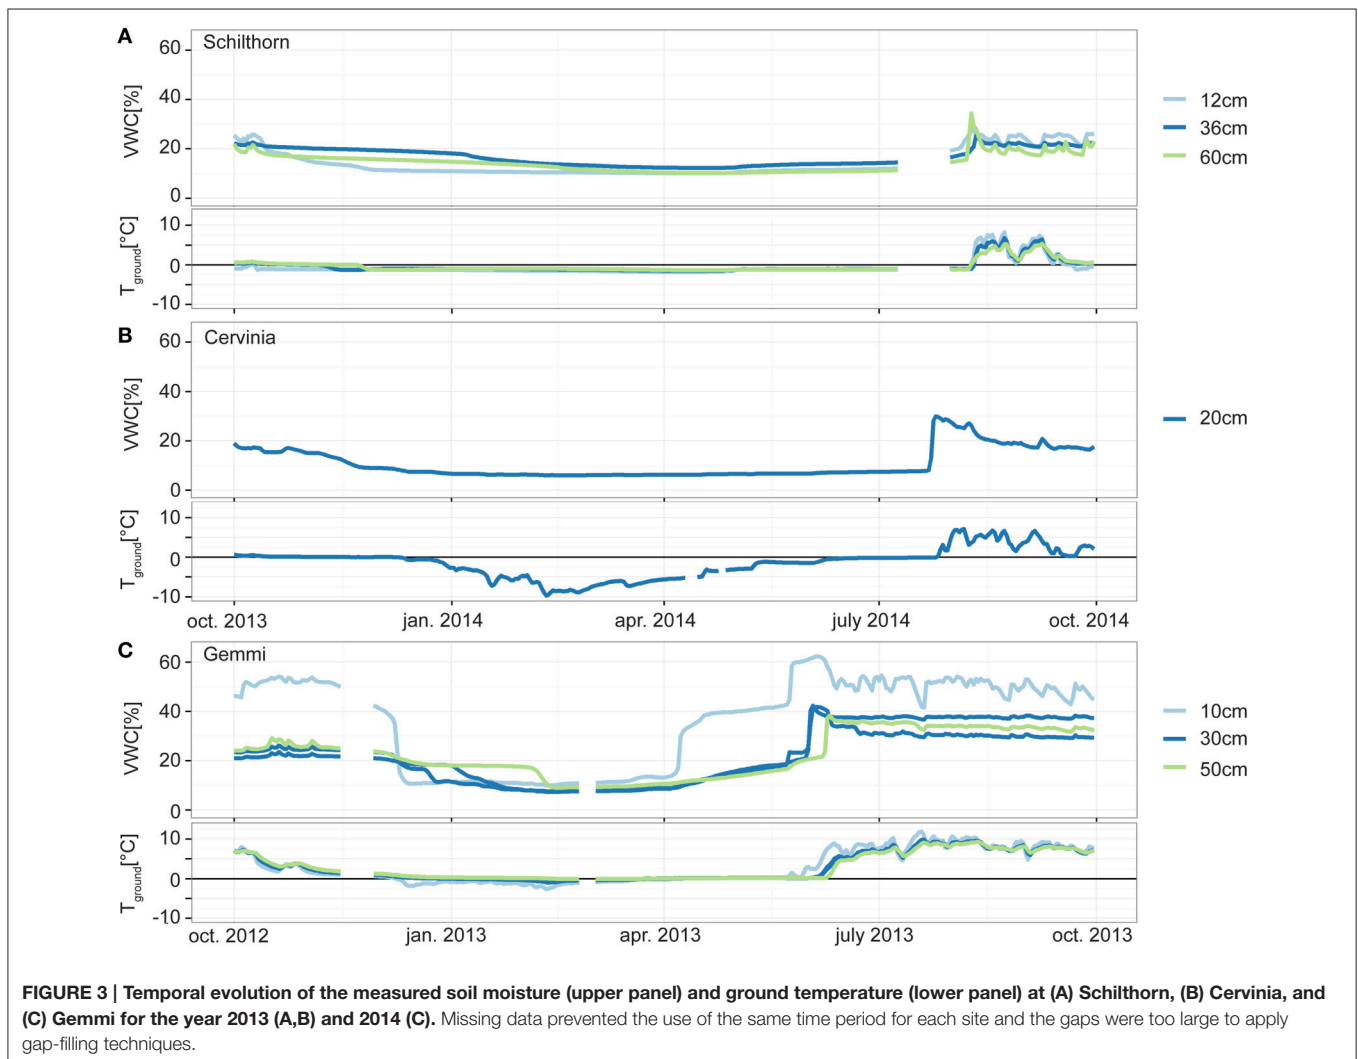 A
Schilthorn
60
40
20
0
VWC[%]
12cm
36cm
60cm
10
0
-10
Tground[°C]
B
Cervinia
60
40
20
0
VWC[%]
20cm
10
0
-10
Tground[°C]
oct. 2013 jan. 2014 apr. 2014 july 2014 oct. 2014
C
Gemmi
60
40
20
0
VWC[%]
10cm
30cm
50cm
10
0
-10
Tground[°C]
oct. 2012 jan. 2013 apr. 2013 july 2013 oct. 2013
FIGURE 3 | Temporal evolution of the measured soil moisture (upper panel) and ground temperature (lower panel) at (A) Schilthorn, (B) Cervinia, and
(C) Gemmi for the year 2013 (A,B) and 2014 (C). Missing data prevented the use of the same time period for each site and the gaps were too large to apply
gap-filling techniques.